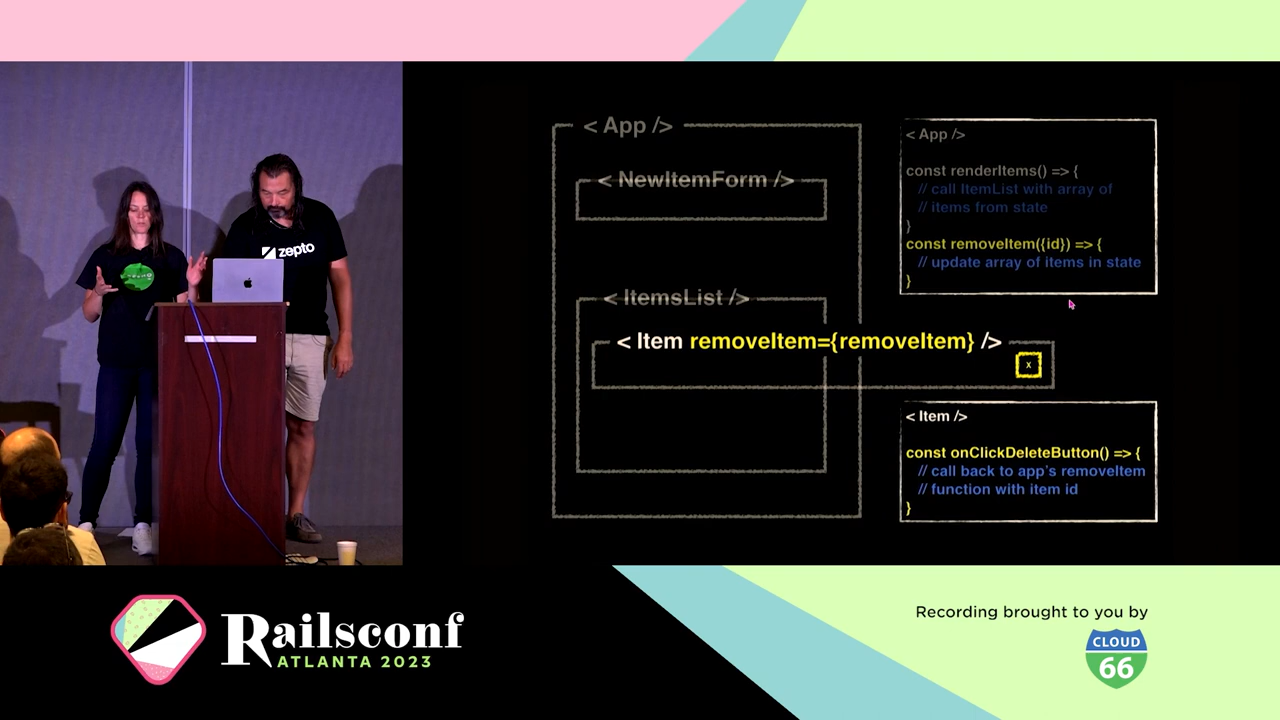 < App />
< NewItemForm />
< ItemsList />
< Item removeItem={removeItem} />
x
< App />
const renderItems() => {
// call ItemList with array of
// items from state
}
const removeItem({id}) => {
// update array of items in state
}
< Item />
const onClickDeleteButton() => {
// call back to app's removeItem
// function with item id
}
zepto
Railsconf
ATLANTA 2023
Recording brought to you by
CLOUD
66